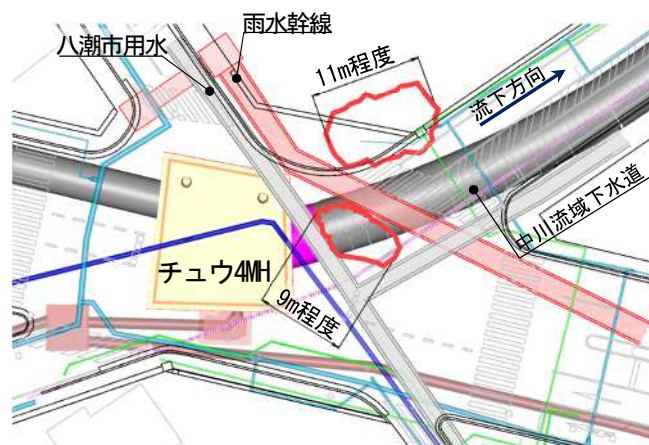 雨水幹線
八潮市用水
11m程度
流下方向
中川流域下水道
チュウ4MH
9m程度